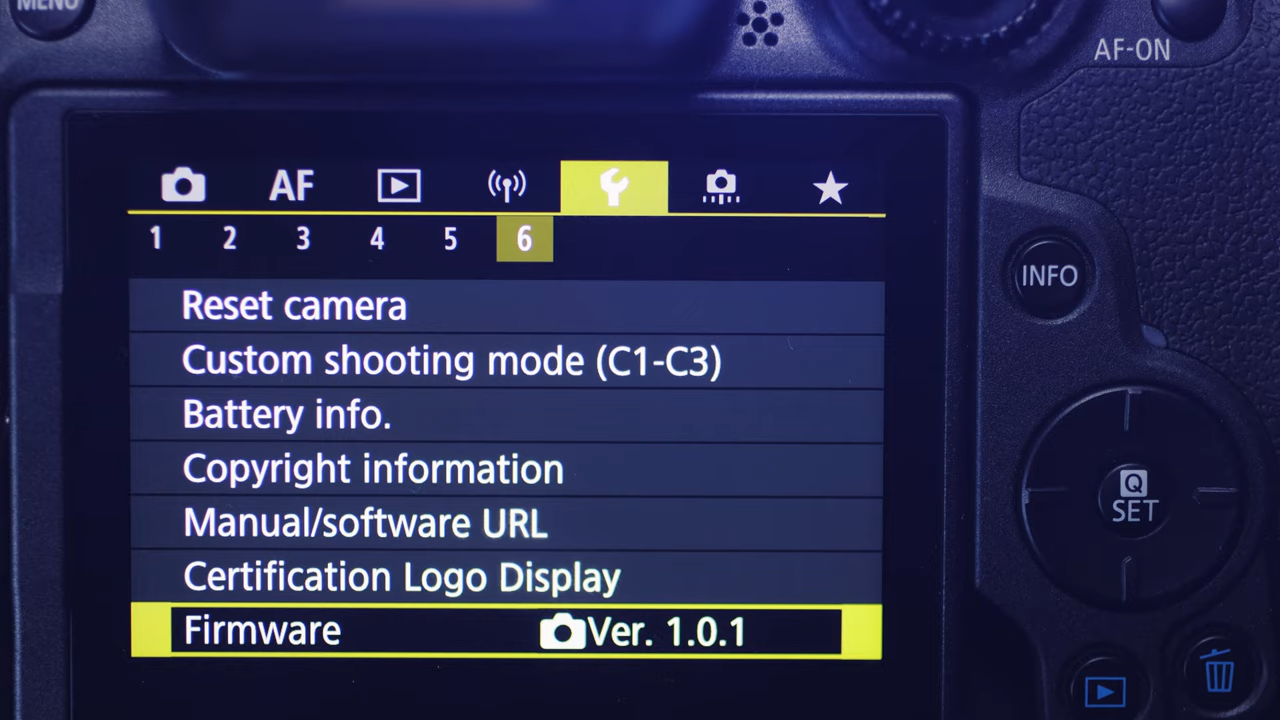 MENU
AF-ON
AF
1 2 3 4 5 6
INFO
Reset camera
Custom shooting mode (C1-C3)
Battery info.
Copyright information
Manual/software URL
Certification Logo Display
Firmware Ver. 1.0.1
Q
SET